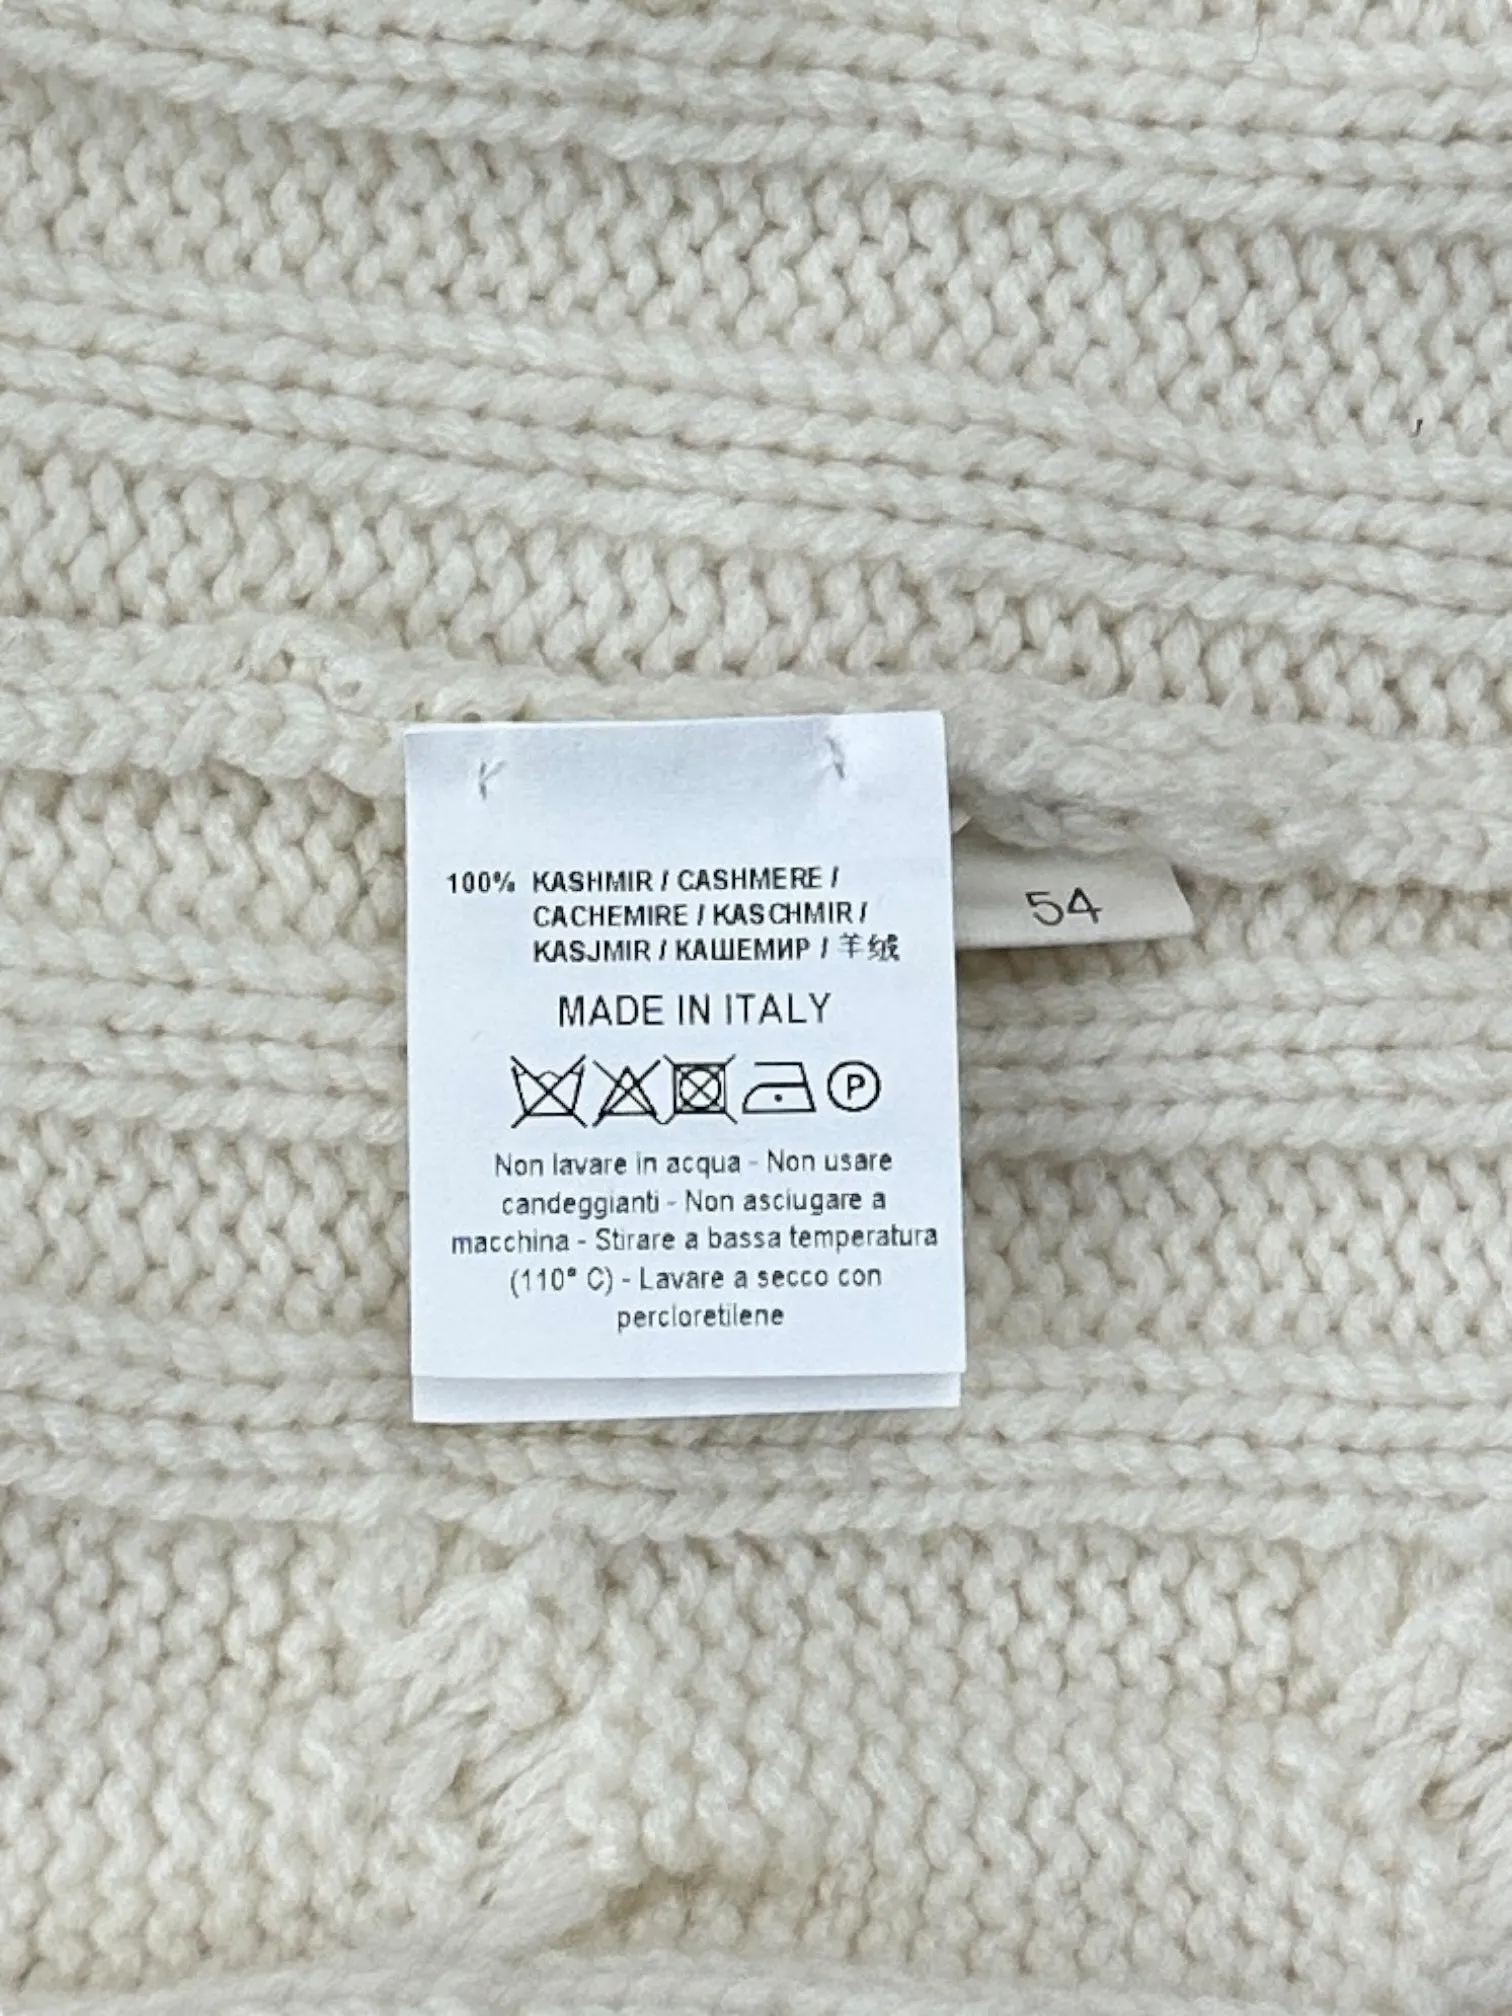 100% KASHMIR / CASHMERE /
CACHEMIRE / KASCHMIR /
KASJMIR / КАШЕМИР / 羊绒
54
MADE IN ITALY
P
Non lavare in acqua - Non usare
candeggianti - Non asciugare a
macchina - Stirare a bassa temperatura
(110° C) - Lavare a secco con
percloretilene